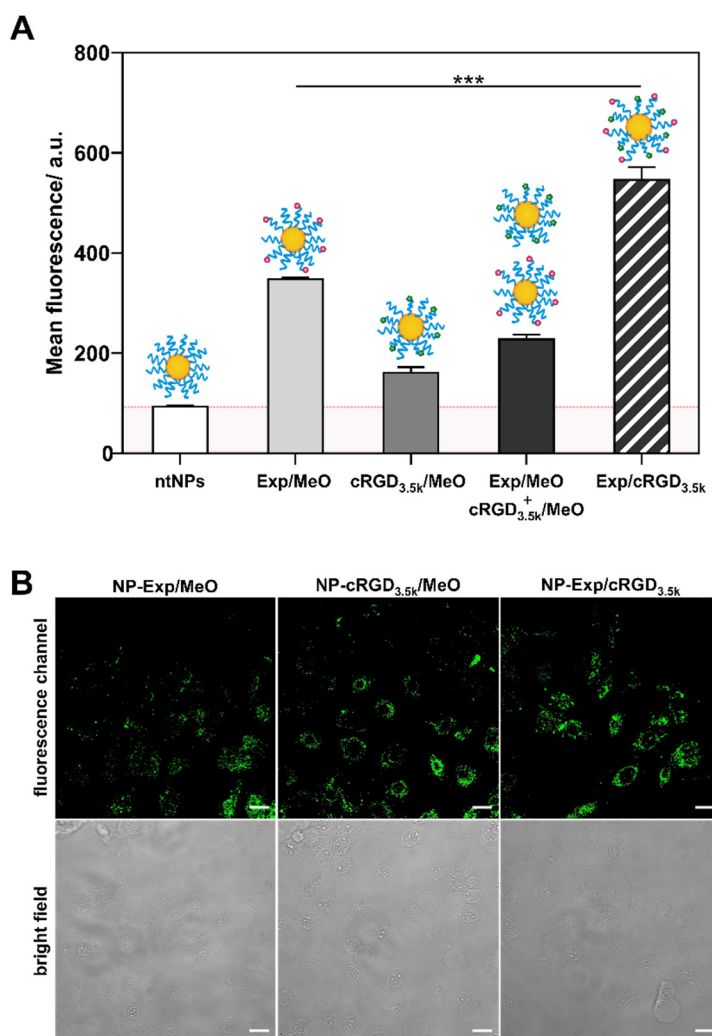 A
800
600
400
200
0
Mean fluorescence/ a.u.
***
ntNPs
Exp/MeO
cRGD3.5k/MeO
Exp/MeO
+
cRGD3.5k/MeO
Exp/cRGD3.5k
B
NP-Exp/MeO
NP-cRGD3.5k/MeO
NP-Exp/cRGD3.5k
fluorescence channel
bright field